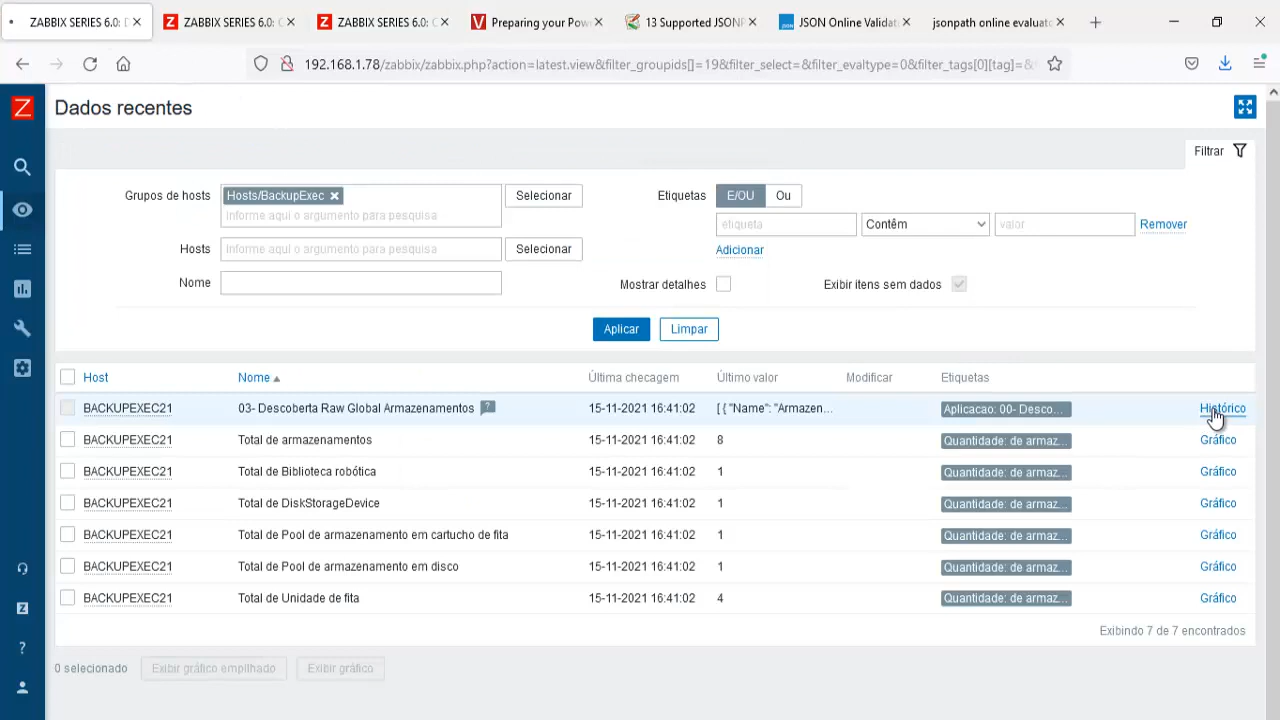 ZABBIX SERIES 6.0:
ZABBIX SERIES 6.0: C
ZABBIX SERIES 6.0: C
Preparing your Pow
13 Supported JSONP
JSON Online Validat
jsonpath online evaluato
192.168.1.78/zabbix/zabbix.php?action=latest.view&filter_groupids[]=19&filter_select=&filter_evaltype=0&filter_tags[0][tag]=&
Z
Dados recentes
Filtrar
Grupos de hosts
Hosts/BackupExec
informe aqui o argumento para pesquisa
Selecionar
Etiquetas
E/OU
Ou
etiqueta
Contêm
valor
Remover
Hosts
informe aqui o argumento para pesquisa
Selecionar
Adicionar
Nome
Mostrar detalhes
Exibir itens sem dados
Aplicar
Limpar
Host
Nome
Última checagem
Último valor
Modificar
Etiquetas
BACKUPEXEC21
03- Descoberta Raw Global Armazenamentos
?
15-11-2021 16:41:02
[ { "Name": "Armazen...
Aplicacao: 00- Desco...
Histórico
BACKUPEXEC21
Total de armazenamentos
15-11-2021 16:41:02
8
Quantidade: de armaz...
Gráfico
BACKUPEXEC21
Total de Biblioteca robótica
15-11-2021 16:41:02
1
Quantidade: de armaz...
Gráfico
BACKUPEXEC21
Total de DiskStorageDevice
15-11-2021 16:41:02
1
Quantidade: de armaz...
Gráfico
BACKUPEXEC21
Total de Pool de armazenamento em cartucho de fita
15-11-2021 16:41:02
1
Quantidade: de armaz...
Gráfico
BACKUPEXEC21
Total de Pool de armazenamento em disco
15-11-2021 16:41:02
1
Quantidade: de armaz...
Gráfico
BACKUPEXEC21
Total de Unidade de fita
15-11-2021 16:41:02
4
Quantidade: de armaz...
Gráfico
Exibindo 7 de 7 encontrados
0 selecionado
Exibir gráfico empilhado
Exibir gráfico
Z
?